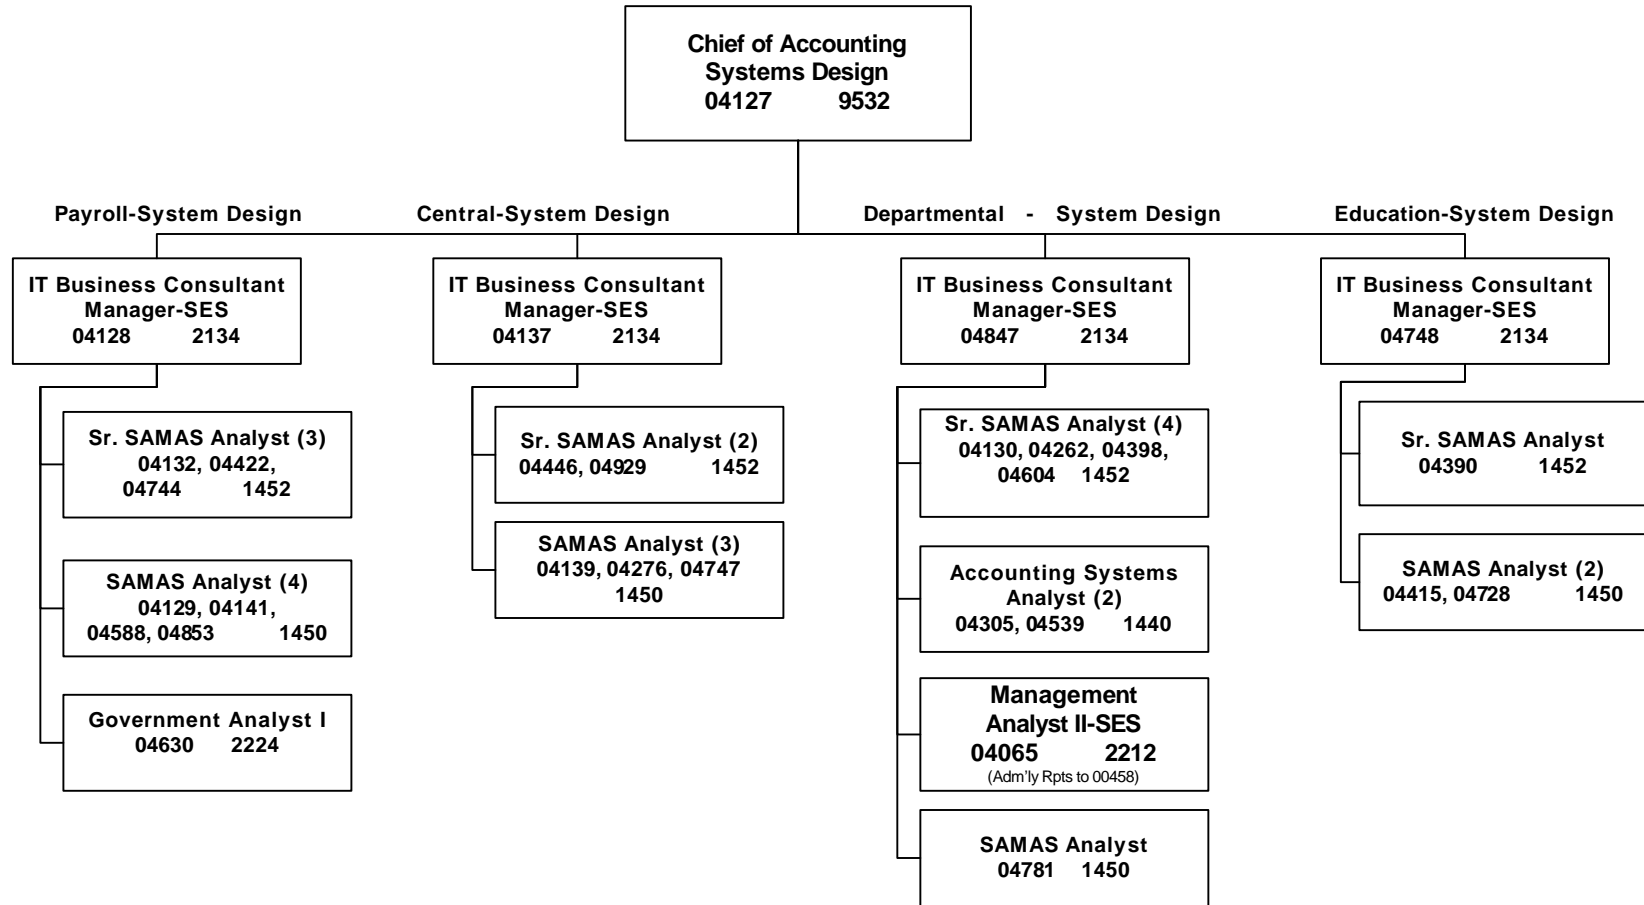 Chief of Accounting
Systems Design
04127 9532
Payroll-System Design
Central-System Design
Departmental - System Design
Education-System Design
IT Business Consultant
Manager-SES
04128 2134
IT Business Consultant
Manager-SES
04137 2134
IT Business Consultant
Manager-SES
04847 2134
IT Business Consultant
Manager-SES
04748 2134
Sr. SAMAS Analyst (3)
04132, 04422,
04744 1452
SAMAS Analyst (4)
04129, 04141,
04588, 04853 1450
Government Analyst I
04630 2224
Sr. SAMAS Analyst (2)
04446, 04929 1452
SAMAS Analyst (3)
04139, 04276, 04747
1450
Sr. SAMAS Analyst (4)
04130, 04262, 04398,
04604 1452
Accounting Systems
Analyst (2)
04305, 04539 1440
Management
Analyst II-SES
04065 2212
(Adm'ly Rpts to 00458)
SAMAS Analyst
04781 1450
Sr. SAMAS Analyst
04390 1452
SAMAS Analyst (2)
04415, 04728 1450